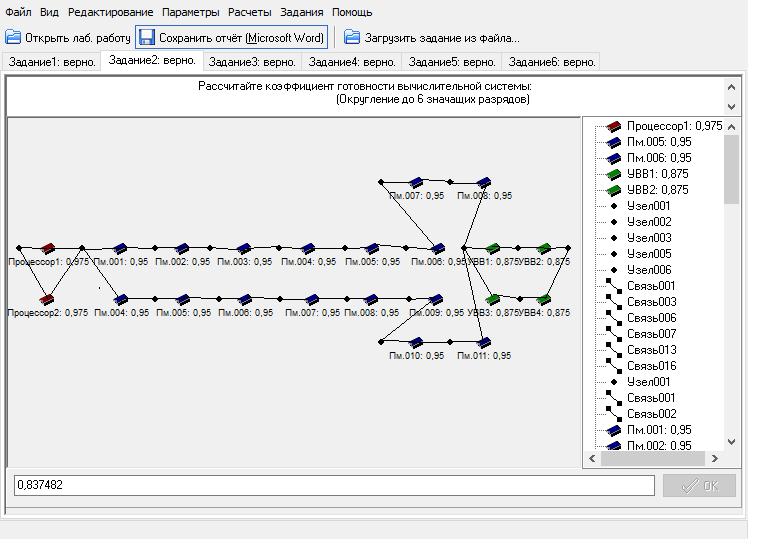 Файл Вид Редактирование Параметры Расчеты Задания Помощь
Открыть лаб. работу Сохранить отчёт (Microsoft Word) Загрузить задание из файла...
Задание1: верно. Задание2: верно. Задание3: верно. Задание4: верно. Задание5: верно. Задание6: верно.
Рассчитайте коэффициент готовности вычислительной системы:
(Округление до 6 значащих разрядов)
Пм.007: 0,95 Пм.008: 0,95
Процессор1: 0,975 Пм.001: 0,95 Пм.002: 0,95 Пм.003: 0,95 Пм.004: 0,95 Пм.005: 0,95 Пм.006: 0,95 УВВ1: 0,875 УВВ2: 0,875
Процессор2: 0,975 Пм.004: 0,95 Пм.005: 0,95 Пм.006: 0,95 Пм.007: 0,95 Пм.008: 0,95 Пм.009: 0,95 УВВ3: 0,875 УВВ4: 0,875
Пм.010: 0,95 Пм.011: 0,95
Процессор1: 0,975
Пм.005: 0,95
Пм.006: 0,95
УВВ1: 0,875
УВВ2: 0,875
Узел001
Узел002
Узел003
Узел005
Узел006
Связь001
Связь003
Связь006
Связь007
Связь013
Связь016
Узел001
Связь001
Связь002
Пм.001: 0,95
Пм.002: 0,95
0,837482
OK